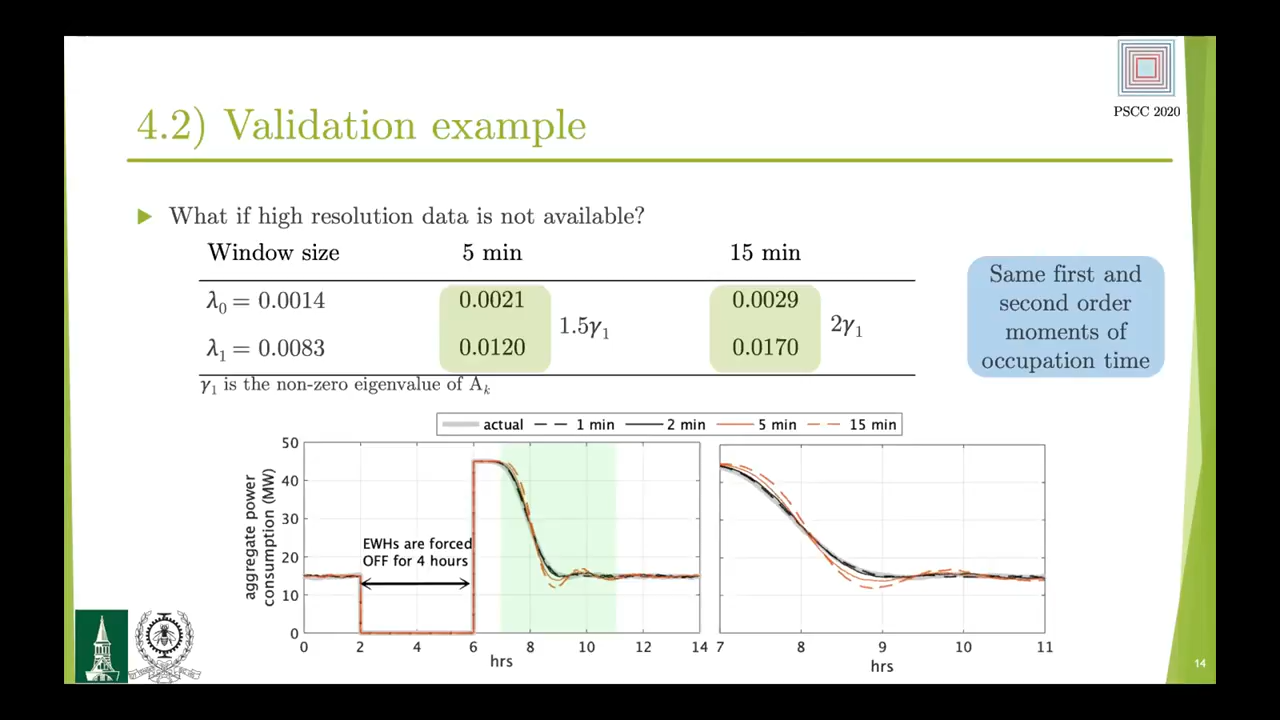 PSCC 2020
4.2) Validation example
What if high resolution data is not available?
Window size 5 min 15 min
λ₀ = 0.0014 0.0021 0.0029
1.5γ₁ 2γ₁
λ₁ = 0.0083 0.0120 0.0170
γ₁ is the non-zero eigenvalue of Aₖ
Same first and
second order
moments of
occupation time
actual 1 min 2 min 5 min 15 min
aggregate power
consumption (MW)
50
40
30
20
10
0
EWHs are forced
OFF for 4 hours
0 2 4 6 8 10 12 14
hrs
7 8 9 10 11
hrs
14